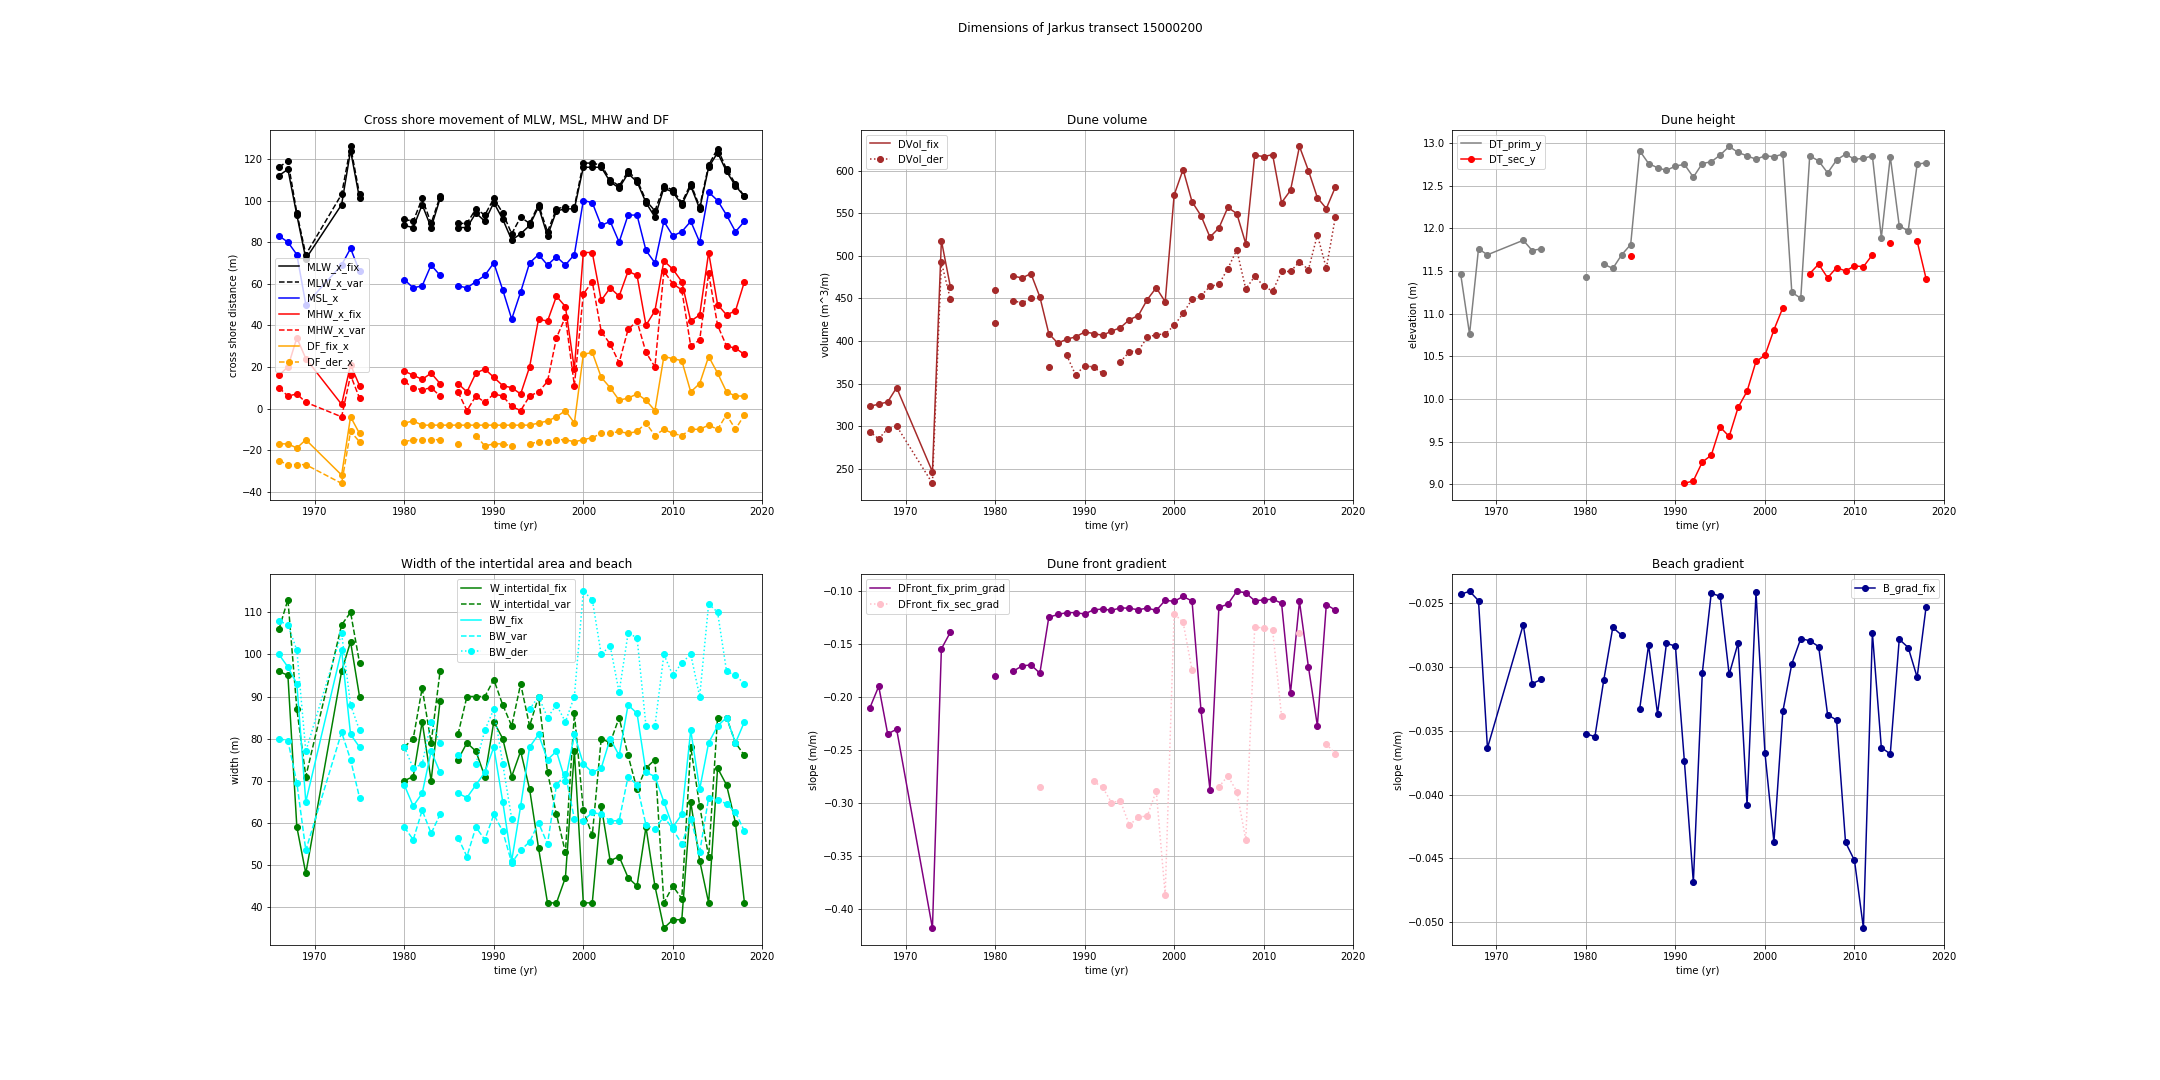 Dimensions of Jarkus transect 15000200
Cross shore movement of MLW, MSL, MHW and DF
cross shore distance (m)
120
100
80
60
40
20
0
−20
−40
MLW_x_fix
MLW_x_var
MSL_x
MHW_x_fix
MHW_x_var
DF_fix_x
DF_der_x
1970 1980 1990 2000 2010 2020
time (yr)
Dune volume
volume (m^3/m)
600
550
500
450
400
350
300
250
DVol_fix
DVol_der
1970 1980 1990 2000 2010 2020
time (yr)
Dune height
elevation (m)
13.0
12.5
12.0
11.5
11.0
10.5
10.0
9.5
9.0
DT_prim_y
DT_sec_y
1970 1980 1990 2000 2010 2020
time (yr)
Width of the intertidal area and beach
width (m)
110
100
90
80
70
60
50
40
W_intertidal_fix
W_intertidal_var
BW_fix
BW_var
BW_der
1970 1980 1990 2000 2010 2020
time (yr)
Dune front gradient
slope (m/m)
−0.10
−0.15
−0.20
−0.25
−0.30
−0.35
−0.40
DFront_fix_prim_grad
DFront_fix_sec_grad
1970 1980 1990 2000 2010 2020
time (yr)
Beach gradient
slope (m/m)
−0.025
−0.030
−0.035
−0.040
−0.045
−0.050
B_grad_fix
1970 1980 1990 2000 2010 2020
time (yr)